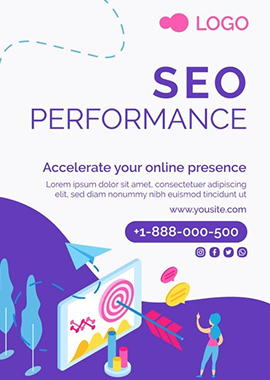 LOGO
SEO
PERFORMANCE
Accelerate your online presence
Lorem ipsum dolor sit amet, consectetuer adipiscing
elit, sed diam nonummy nibh euismod tincidunt ut
www.yousite.com
+1-888-000-500